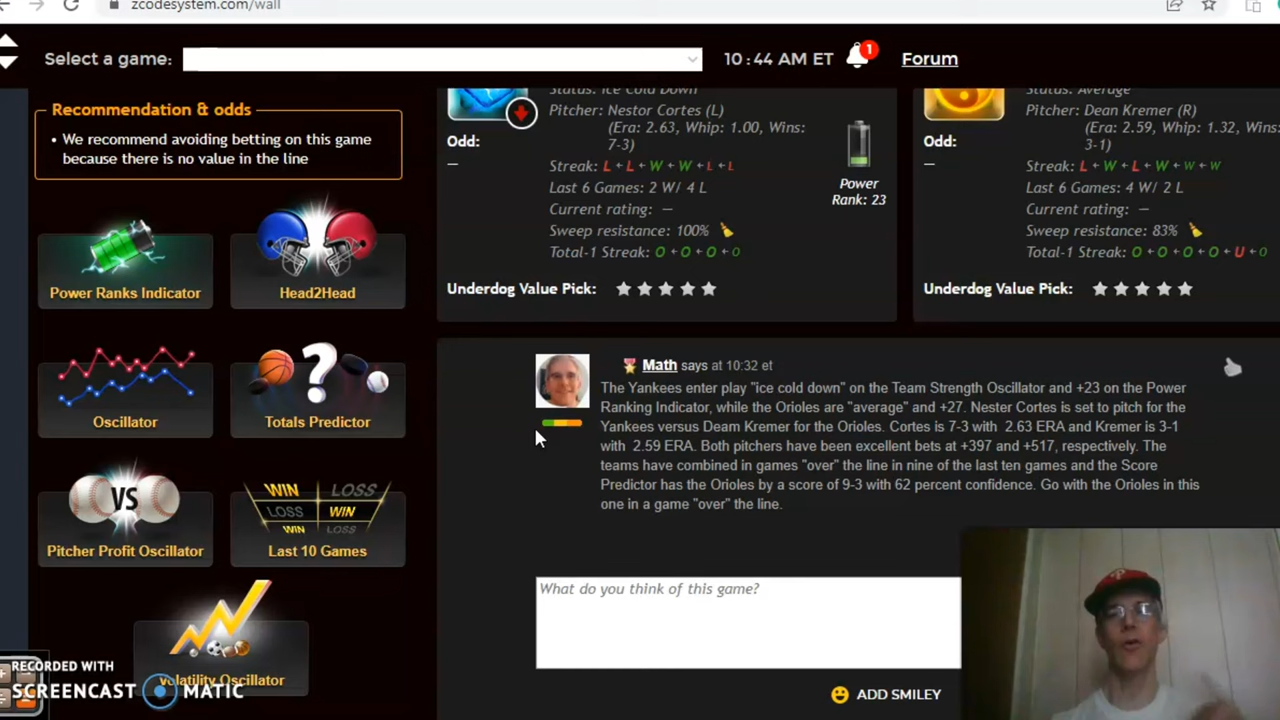 zcodesystem.com/wall
Select a game:
10:44 AM ET
1
Forum
Recommendation & odds
• We recommend avoiding betting on this game
because there is no value in the line
Power Ranks Indicator
Head2Head
Oscillator
Totals Predictor
VS
Pitcher Profit Oscillator
WIN LOSS
LOSS WIN
WIN LOSS
Last 10 Games
Volatility Oscillator
RECORDED WITH
SCREENCAST MATIC
Status: Ice Cold Down
Pitcher: Nestor Cortes (L)
(Era: 2.63, Whip: 1.00, Wins:
7-3)
Odd:
—
Streak: L ← L ← W ← W ← L ← L
Last 6 Games: 2 W/ 4 L
Current rating: —
Sweep resistance: 100%
Total-1 Streak: O ← O ← O ← O
Power
Rank: 23
Underdog Value Pick:
Status: Average
Pitcher: Dean Kremer (R)
(Era: 2.59, Whip: 1.32, Wins:
3-1)
Odd:
—
Streak: L ← W ← L ← W ← W ← W
Last 6 Games: 4 W/ 2 L
Current rating: —
Sweep resistance: 83%
Total-1 Streak: O ← O ← O ← O ← U ← O
Underdog Value Pick:
Math says at 10:32 et
The Yankees enter play "ice cold down" on the Team Strength Oscillator and +23 on the Power
Ranking Indicator, while the Orioles are "average" and +27. Nestor Cortes is set to pitch for the
Yankees versus Deam Kremer for the Orioles. Cortes is 7-3 with 2.63 ERA and Kremer is 3-1
with 2.59 ERA. Both pitchers have been excellent bets at +397 and +517, respectively. The
teams have combined in games "over" the line in nine of the last ten games and the Score
Predictor has the Orioles by a score of 9-3 with 62 percent confidence. Go with the Orioles in this
one in a game "over" the line.
What do you think of this game?
ADD SMILEY
P